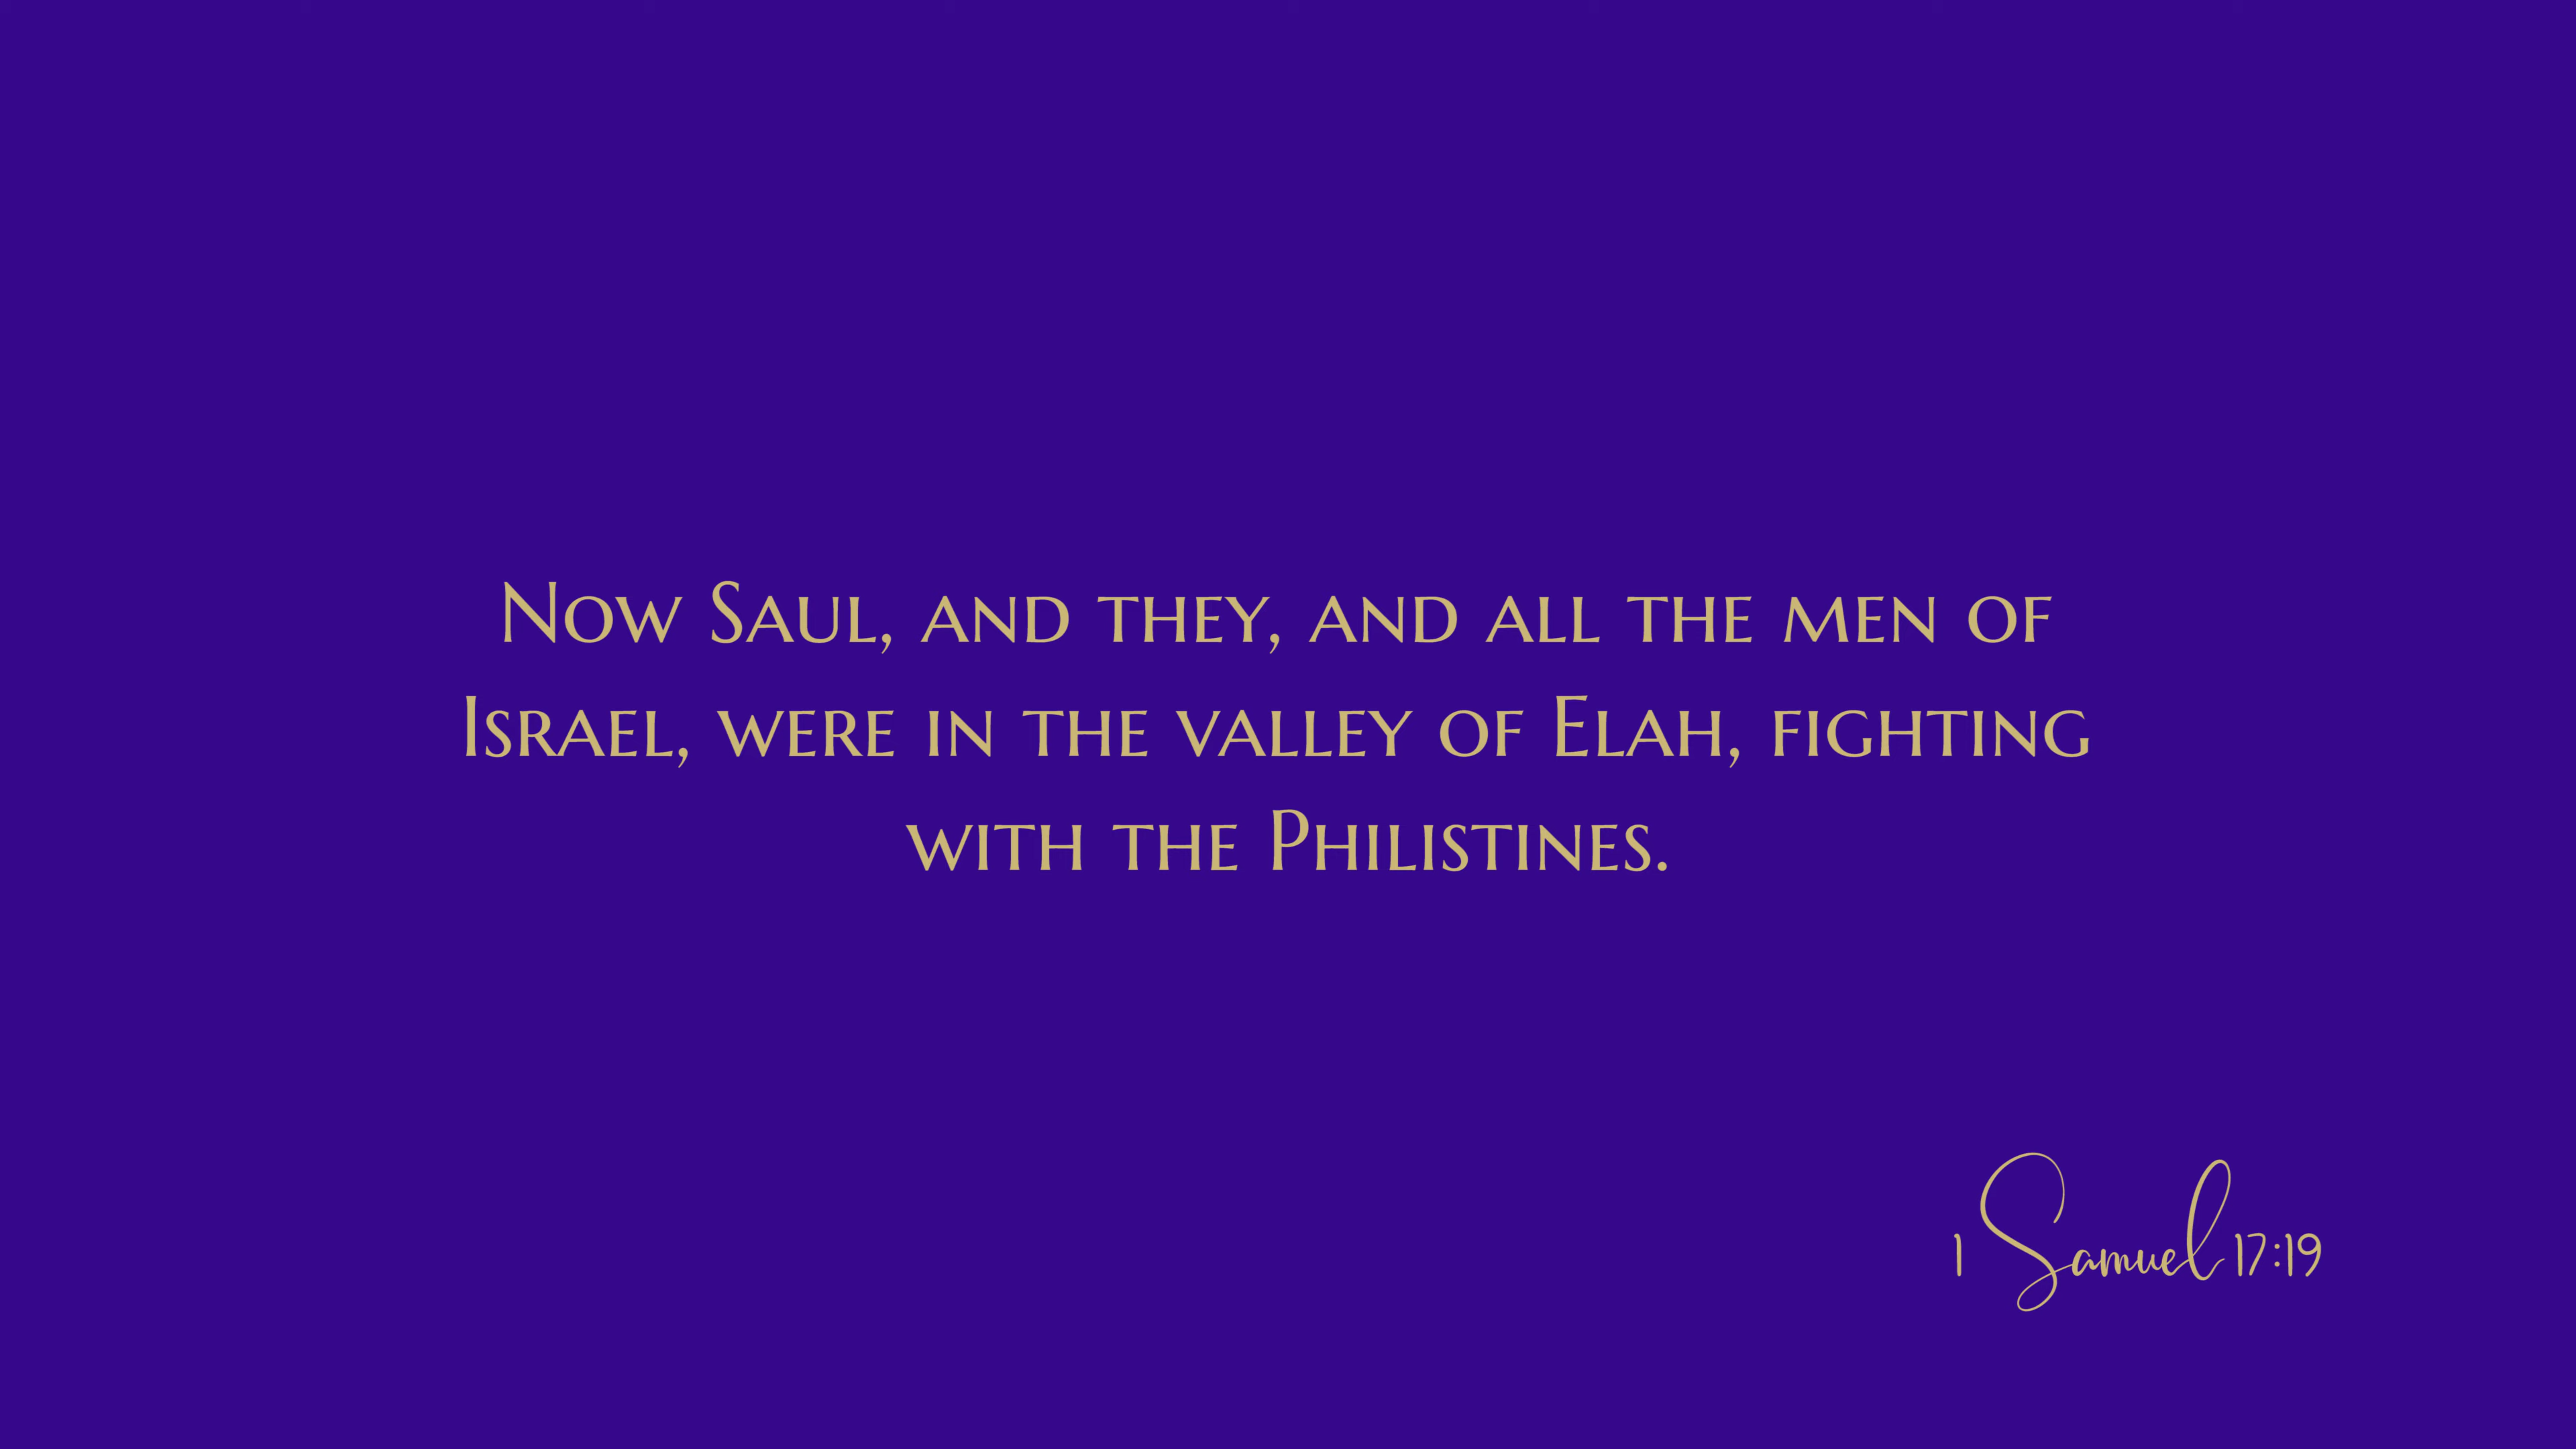 Now Saul, and they, and all the men of
Israel, were in the valley of Elah, fighting
with the Philistines.
1 Samuel 17:19